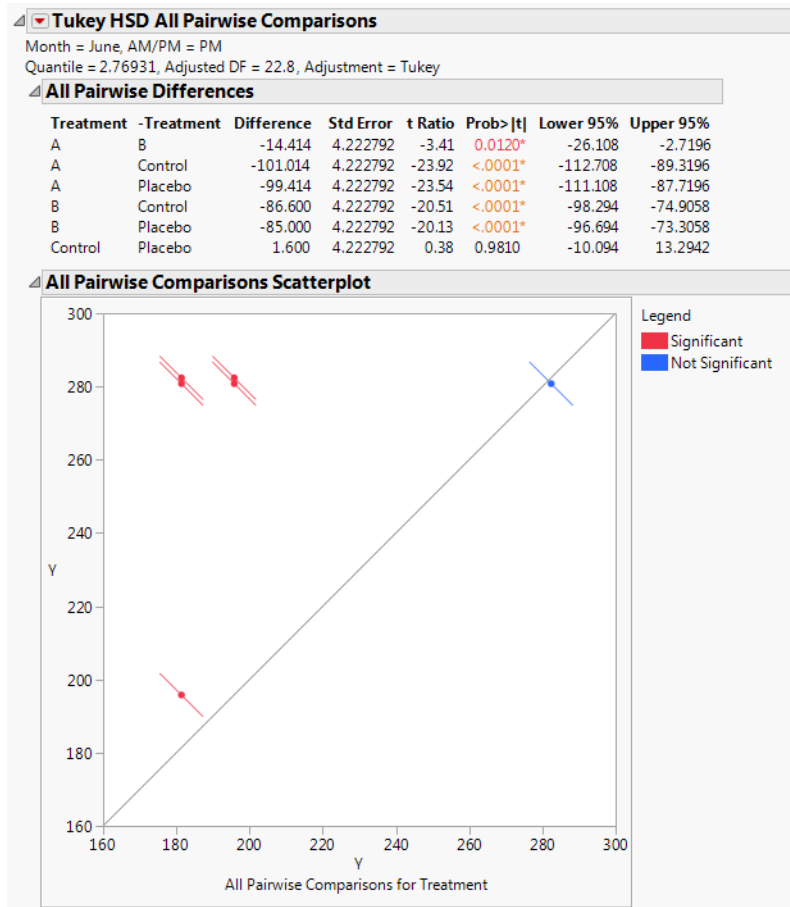 Tukey HSD All Pairwise Comparisons
Month = June, AM/PM = PM
Quantile = 2.76931, Adjusted DF = 22.8, Adjustment = Tukey
All Pairwise Differences
Treatment -Treatment Difference Std Error t Ratio Prob>|t| Lower 95% Upper 95%
A B -14.414 4.222792 -3.41 0.0120* -26.108 -2.7196
A Control -101.014 4.222792 -23.92 <.0001* -112.708 -89.3196
A Placebo -99.414 4.222792 -23.54 <.0001* -111.108 -87.7196
B Control -86.600 4.222792 -20.51 <.0001* -98.294 -74.9058
B Placebo -85.000 4.222792 -20.13 <.0001* -96.694 -73.3058
Control Placebo 1.600 4.222792 0.38 0.9810 -10.094 13.2942
All Pairwise Comparisons Scatterplot
300
280
260
240
Y
220
200
180
160
160 180 200 220 240 260 280 300
Y
All Pairwise Comparisons for Treatment
Legend
Significant
Not Significant